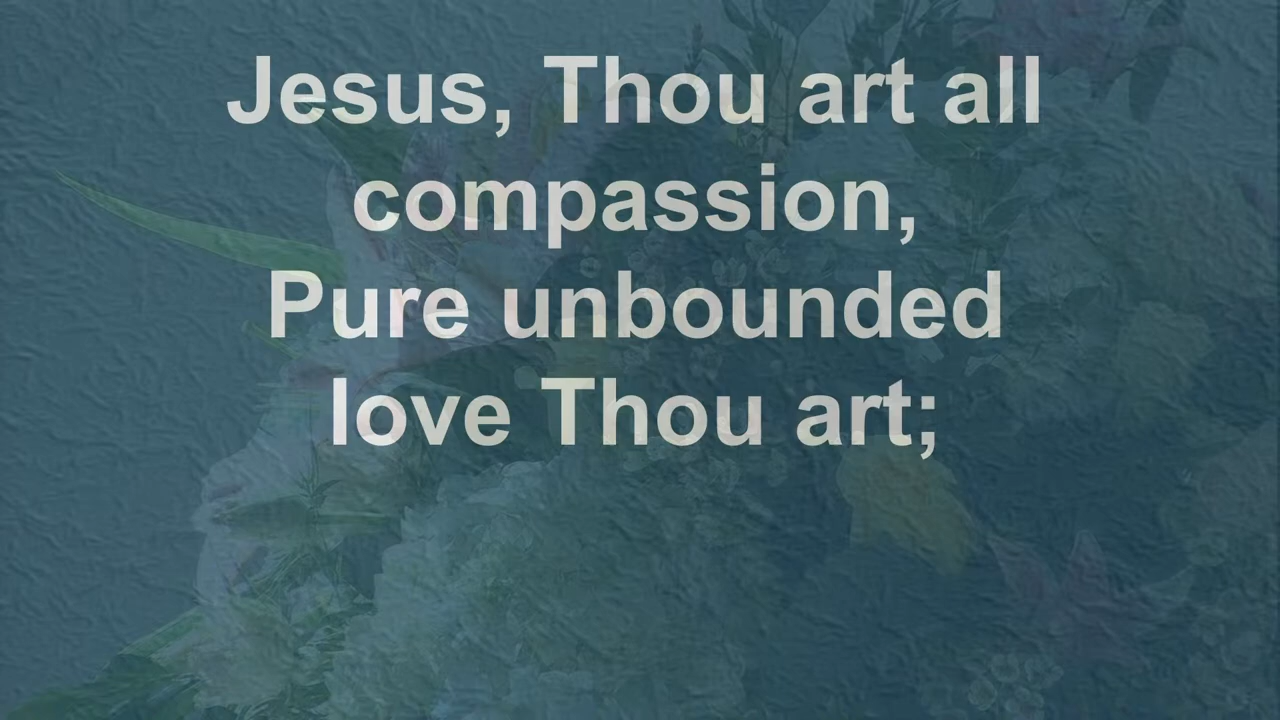 Jesus, Thou art all
compassion,
Pure unbounded
love Thou art;